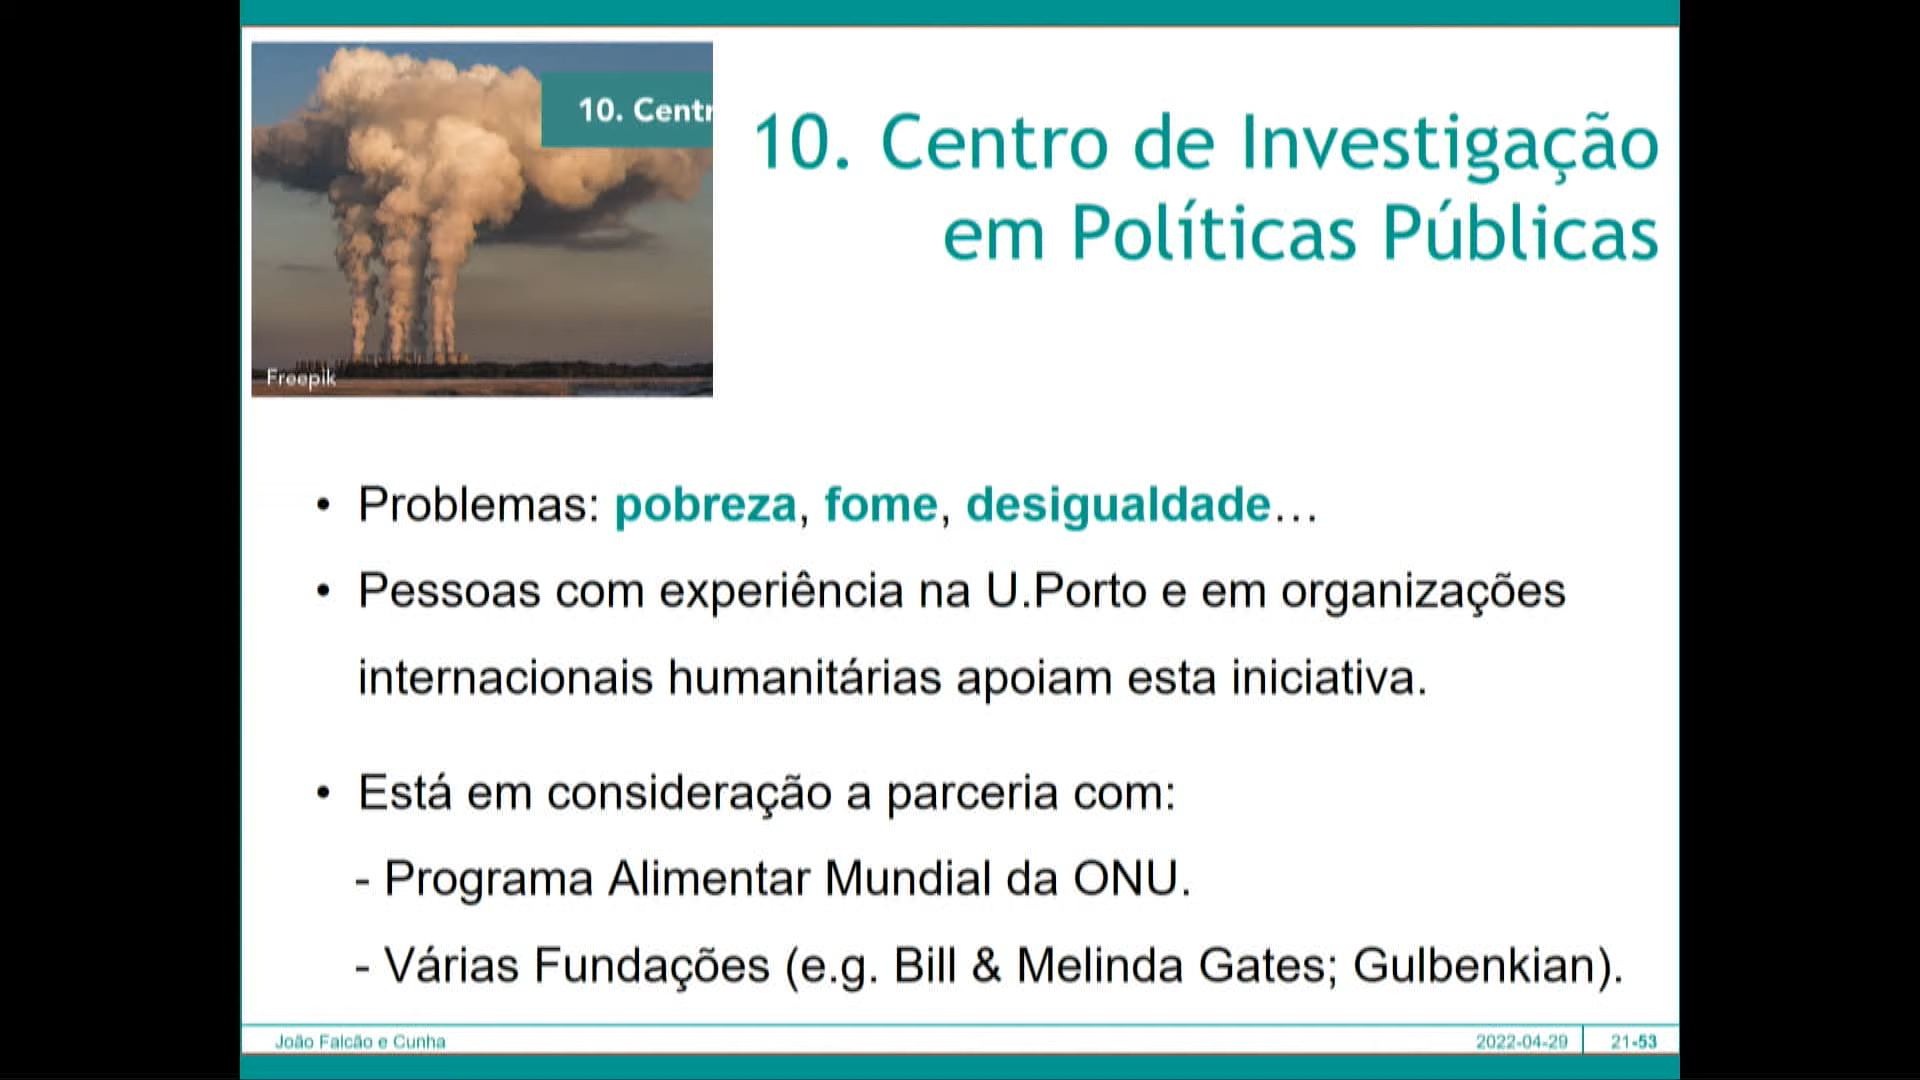 10. Centr
10. Centro de Investigação
em Políticas Públicas
Freepik
• Problemas: pobreza, fome, desigualdade…
• Pessoas com experiência na U.Porto e em organizações
internacionais humanitárias apoiam esta iniciativa.
• Está em consideração a parceria com:
- Programa Alimentar Mundial da ONU.
- Várias Fundações (e.g. Bill & Melinda Gates; Gulbenkian).
João Falcão e Cunha
2022-04-29
21-53